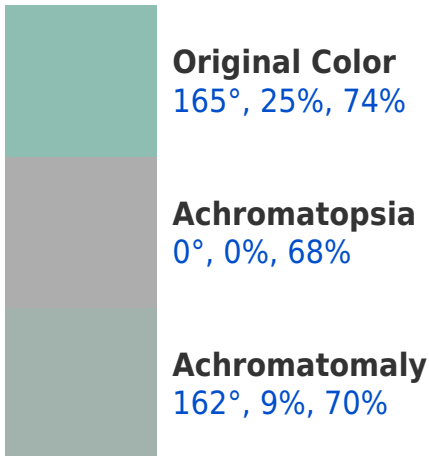 Original Color
165°, 25%, 74%
Achromatopsia
0°, 0%, 68%
Achromatomaly
162°, 9%, 70%